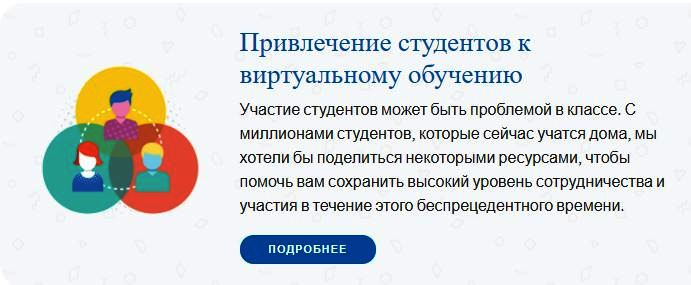 Привлечение студентов к
виртуальному обучению
Участие студентов может быть проблемой в классе. С
миллионами студентов, которые сейчас учатся дома, мы
хотели бы поделиться некоторыми ресурсами, чтобы
помочь вам сохранить высокий уровень сотрудничества и
участия в течение этого беспрецедентного времени.
ПОДРОБНЕЕ